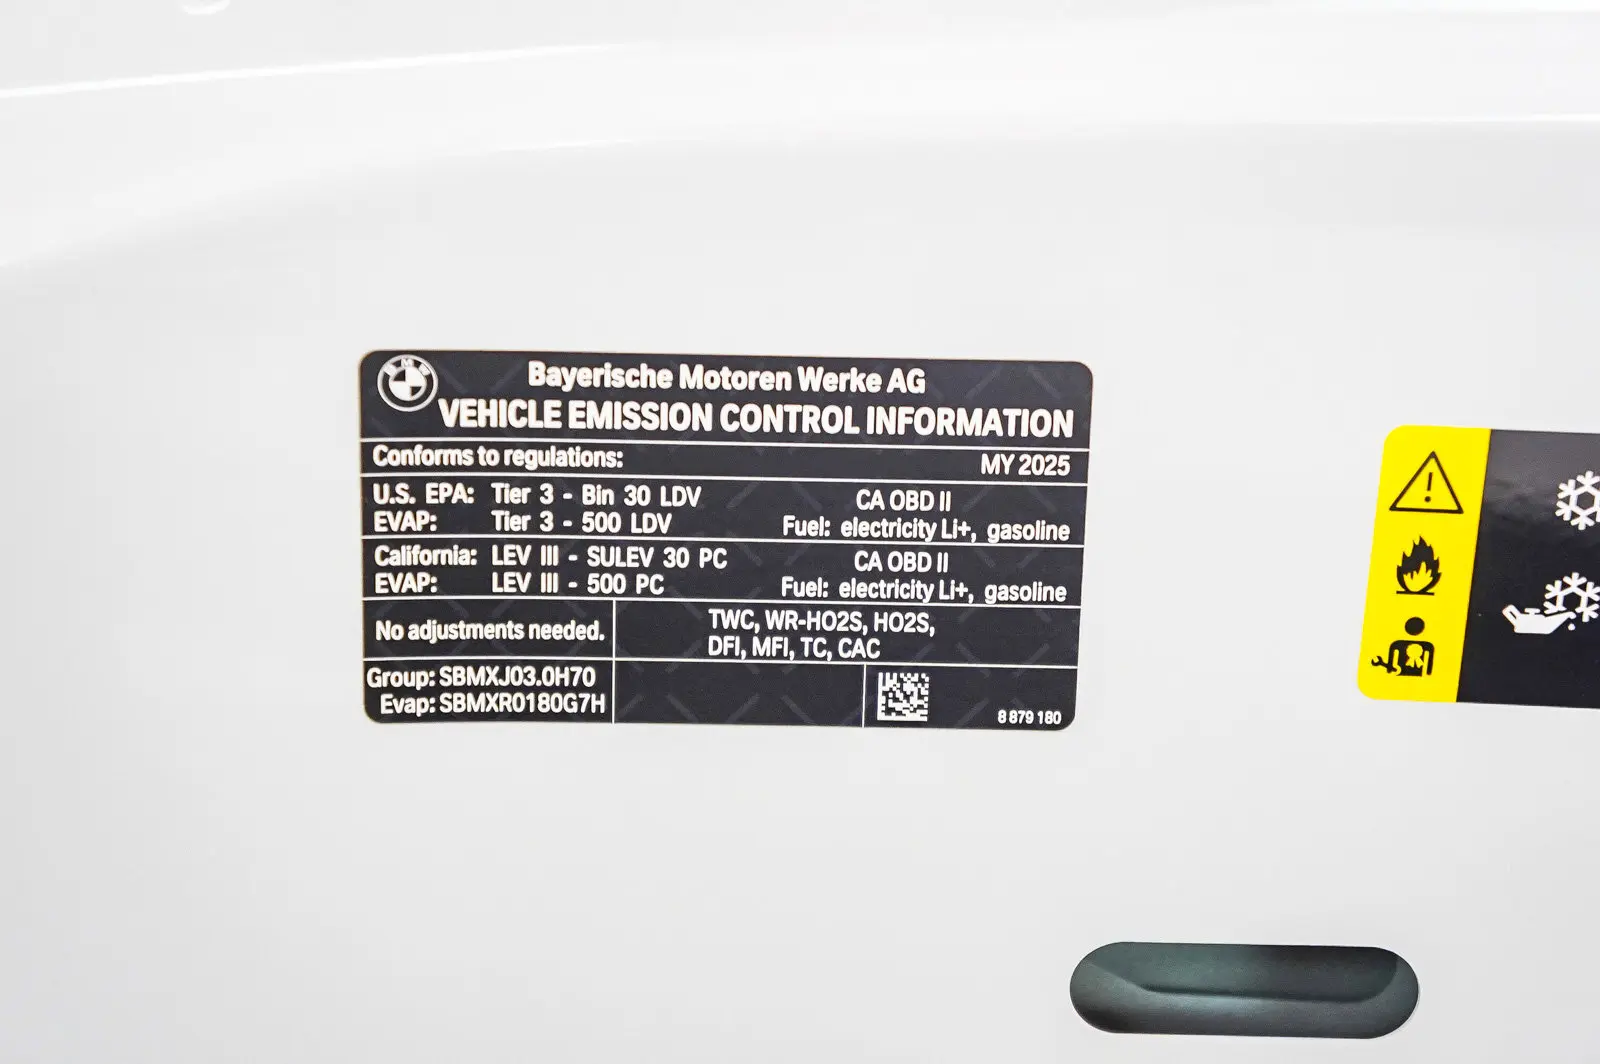 BMW
Bayerische Motoren Werke AG
VEHICLE EMISSION CONTROL INFORMATION
Conforms to regulations: MY 2025
U.S. EPA: Tier 3 - Bin 30 LDV CA OBD II
EVAP: Tier 3 - 500 LDV Fuel: electricity Li+, gasoline
California: LEV III - SULEV 30 PC CA OBD II
EVAP: LEV III - 500 PC Fuel: electricity Li+, gasoline
No adjustments needed.
TWC, WR-HO2S, HO2S,
DFI, MFI, TC, CAC
Group: SBMXJ03.0H70
Evap: SBMXR0180G7H
8 879 180